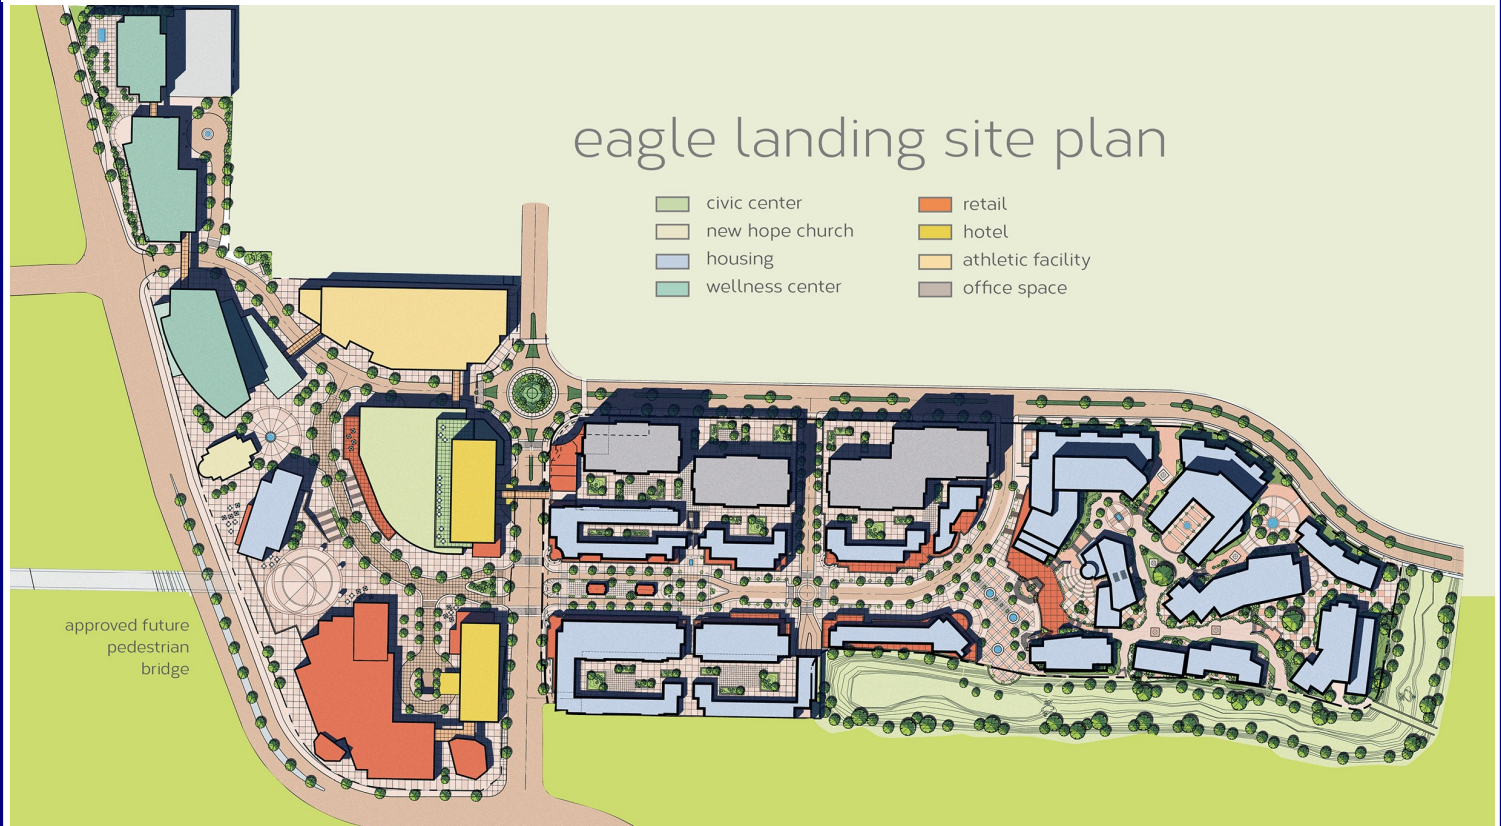 eagle landing site plan
civic center
new hope church
housing
wellness center
retail
hotel
athletic facility
office space
approved future
pedestrian
bridge